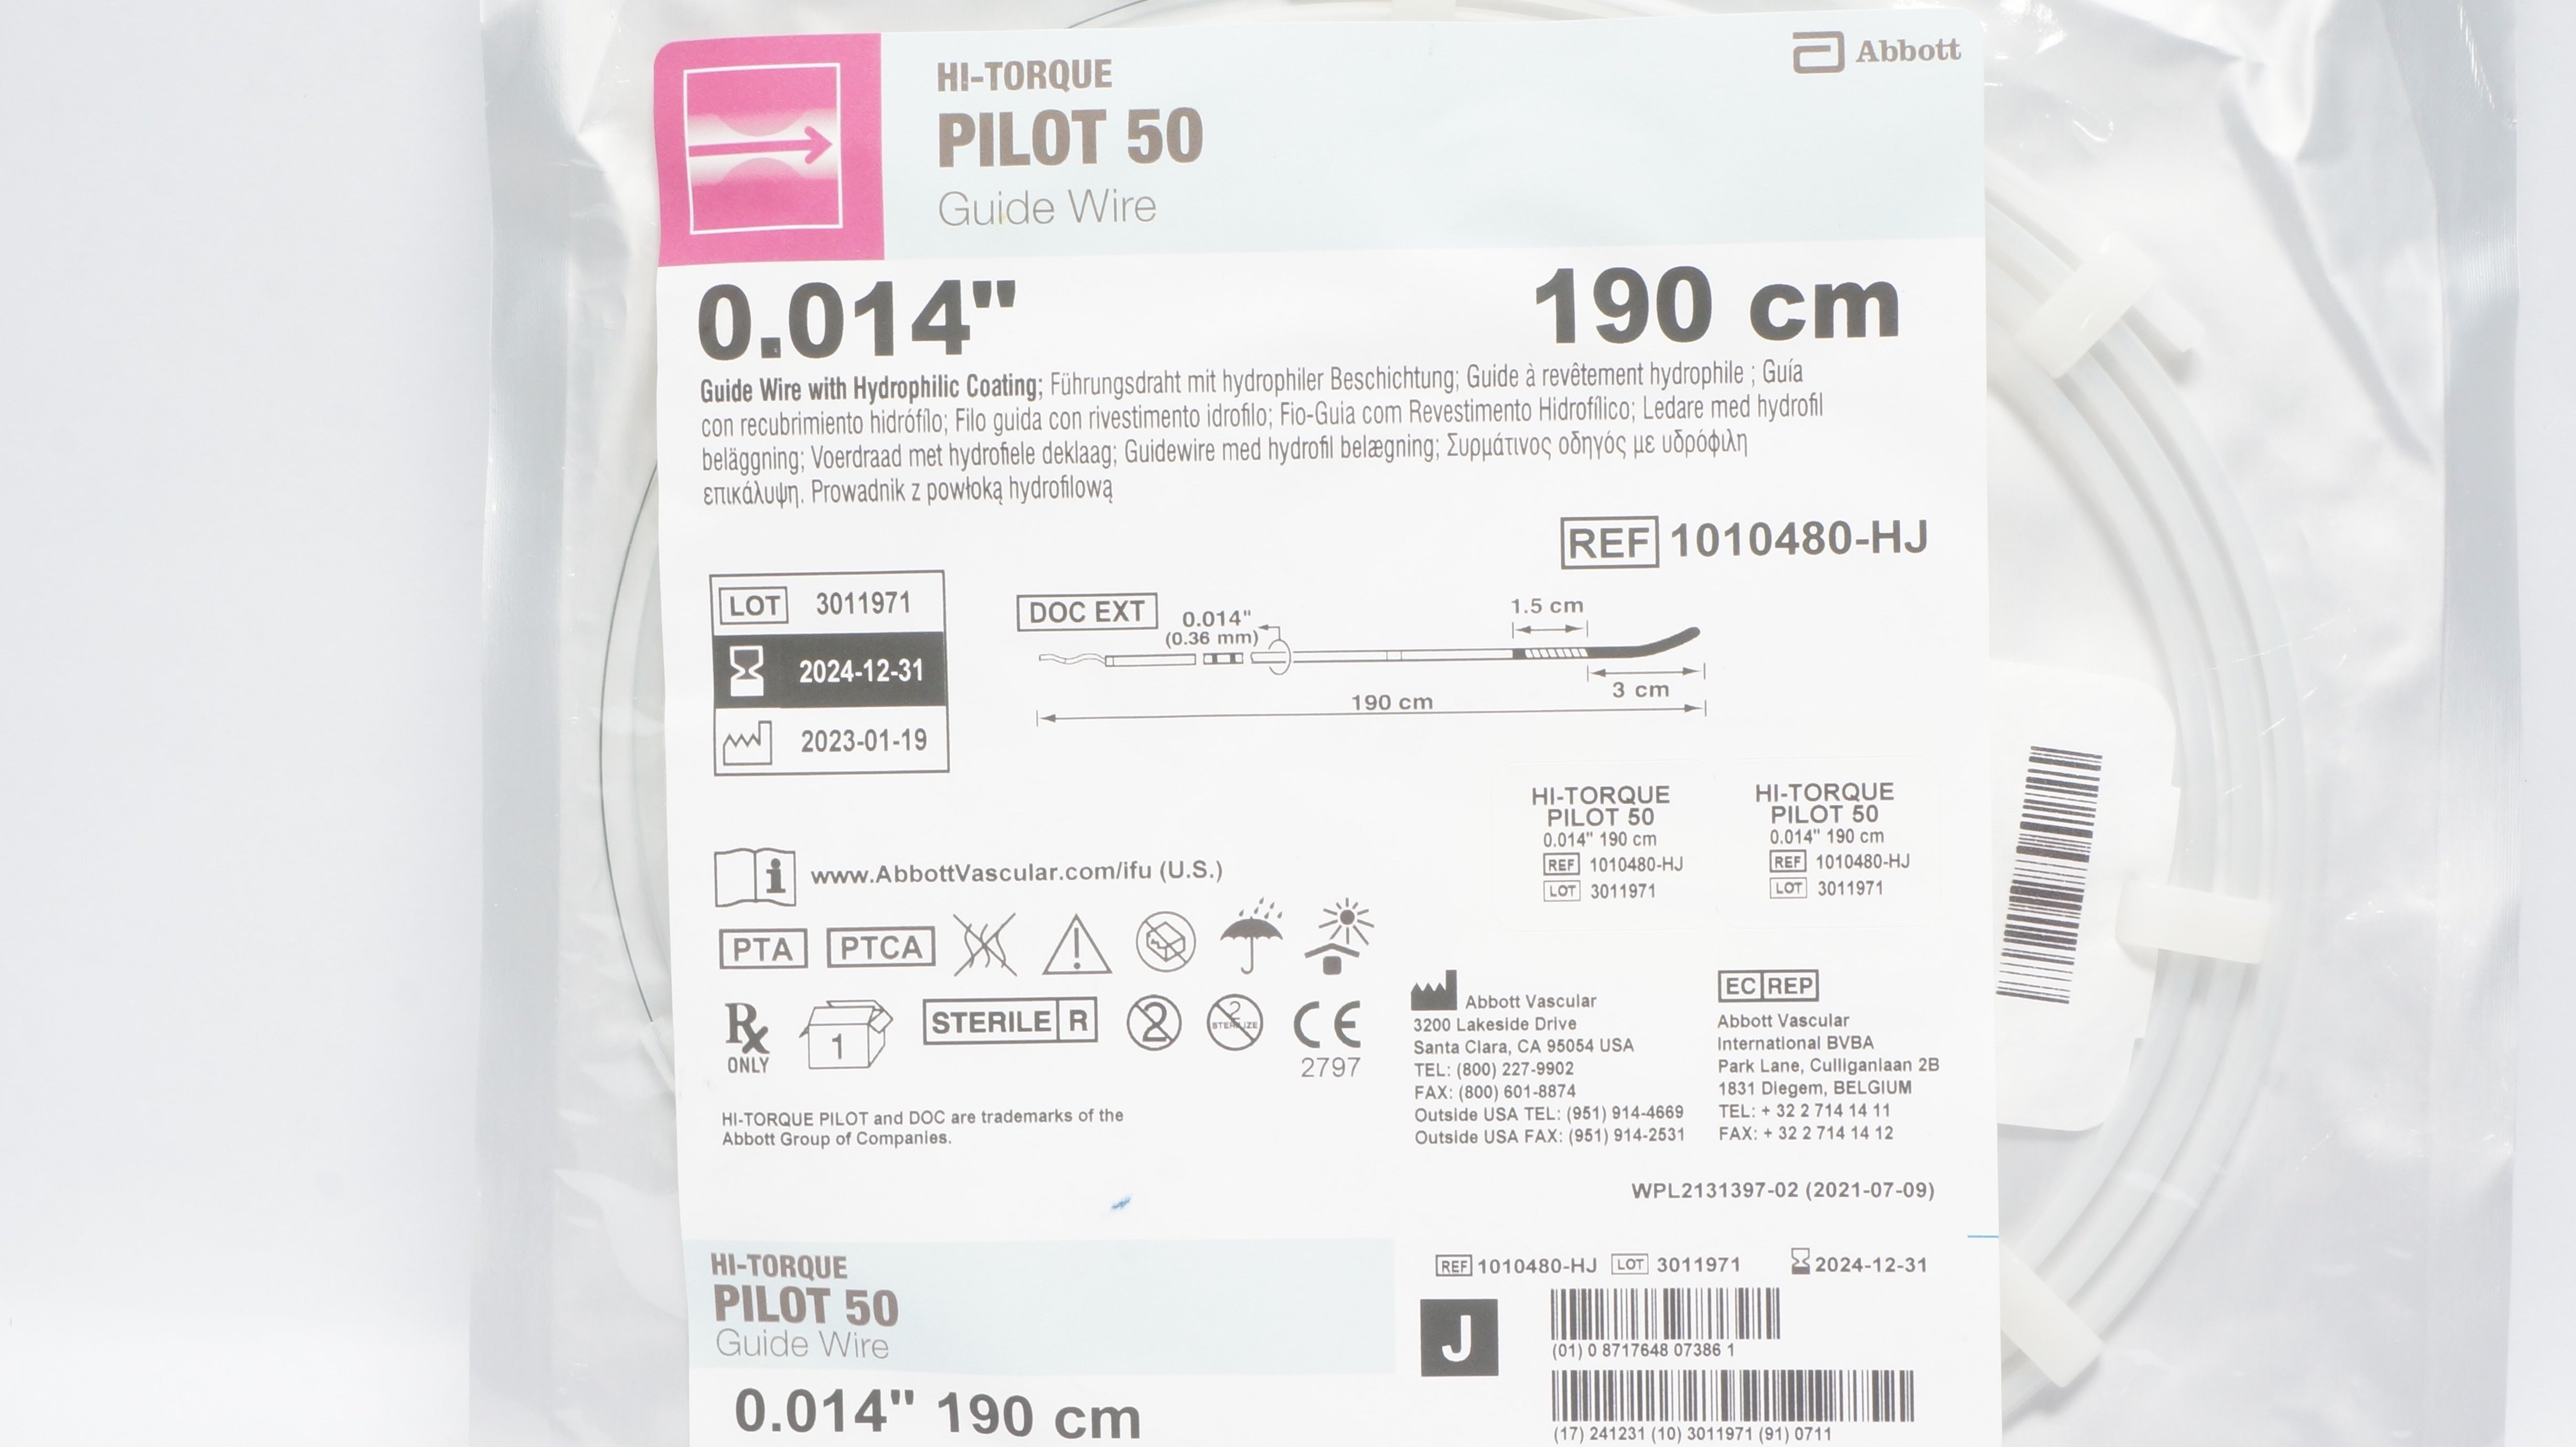 HI-TORQUE
PILOT 50
Guide Wire
Abbott
0.014"
190 cm
Guide Wire with Hydrophilic Coating; Führungsdraht mit hydrophiler Beschichtung; Guide à revêtement hydrophile ; Guía
con recubrimiento hidrófílo; Filo guida con rivestimento idrofilo; Fio-Guia com Revestimento Hidrofílico; Ledare med hydrofil
beläggning; Voerdraad met hydrofiele deklaag; Guidewire med hydrofil belægning; Συρμάτινος οδηγός με υδρόφιλη
επικάλυψη. Prowadnik z powłoką hydrofilową
REF 1010480-HJ
LOT 3011971
2024-12-31
2023-01-19
DOC EXT
0.014"
(0.36 mm)
1.5 cm
3 cm
190 cm
HI-TORQUE
PILOT 50
0.014" 190 cm
REF 1010480-HJ
LOT 3011971
HI-TORQUE
PILOT 50
0.014" 190 cm
REF 1010480-HJ
LOT 3011971
i www.AbbottVascular.com/ifu (U.S.)
PTA PTCA
Rx
ONLY
1
STERILE R
2
2
STERILIZE
CE
2797
HI-TORQUE PILOT and DOC are trademarks of the
Abbott Group of Companies.
Abbott Vascular
3200 Lakeside Drive
Santa Clara, CA 95054 USA
TEL: (800) 227-9902
FAX: (800) 601-8874
Outside USA TEL: (951) 914-4669
Outside USA FAX: (951) 914-2531
EC REP
Abbott Vascular
International BVBA
Park Lane, Culliganlaan 2B
1831 Diegem, BELGIUM
TEL: + 32 2 714 14 11
FAX: + 32 2 714 14 12
WPL2131397-02 (2021-07-09)
HI-TORQUE
PILOT 50
Guide Wire
0.014" 190 cm
REF 1010480-HJ LOT 3011971 2024-12-31
J
(01) 0 8717648 07386 1
(17) 241231 (10) 3011971 (91) 0711